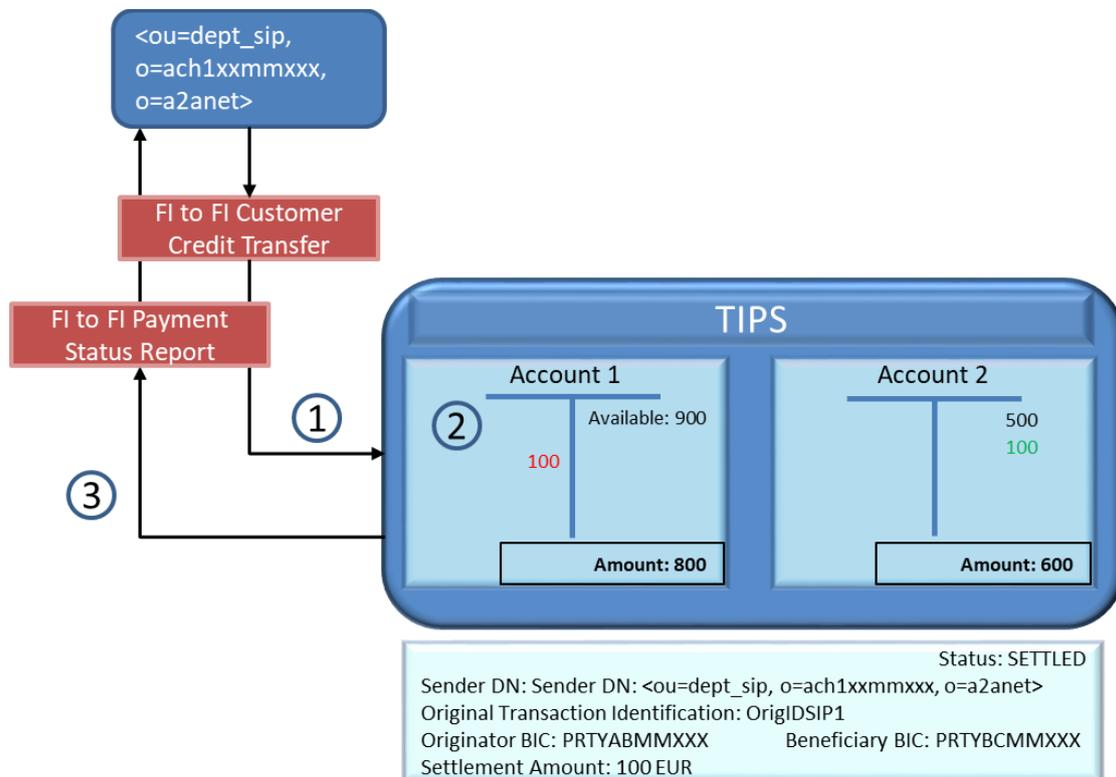 <ou=dept_sip,
o=ach1xxmmxxx,
o=a2anet>
FI to FI Customer
Credit Transfer
FI to FI Payment
Status Report
1
3
TIPS
Account 1
2
Available: 900
100
Amount: 800
Account 2
500
100
Amount: 600
Status: SETTLED
Sender DN: Sender DN: <ou=dept_sip, o=ach1xxmmxxx, o=a2anet>
Original Transaction Identification: OrigIDSIP1
Originator BIC: PRTYABMMXXX Beneficiary BIC: PRTYBCMMXXX
Settlement Amount: 100 EUR